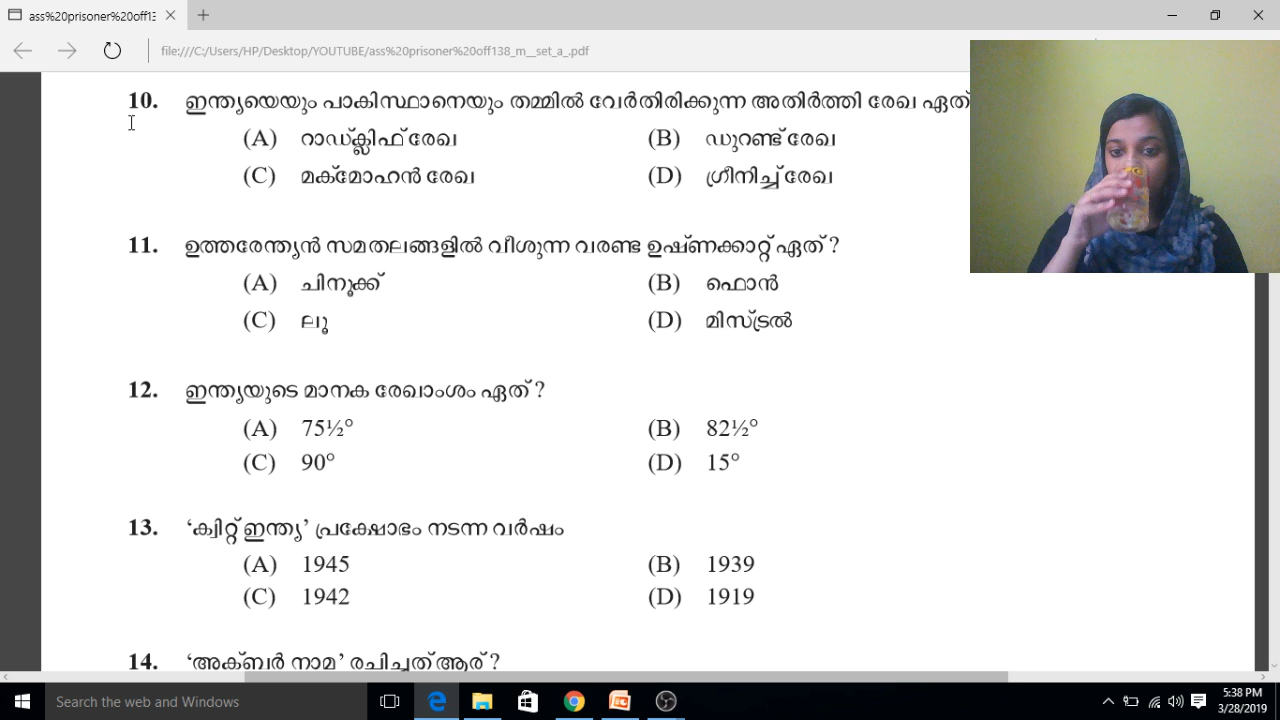 ass%20prisoner%20off13
file:///C:/Users/HP/Desktop/YOUTUBE/ass%20prisoner%20off138_m__set_a_.pdf
10. ഇന്ത്യയെയും പാകിസ്ഥാനെയും തമ്മിൽ വേർതിരിക്കുന്ന അതിർത്തി രേഖ ഏത്
(A) റാഡ്ക്ലിഫ് രേഖ (B) ഡുറണ്ട് രേഖ
(C) മക്മോഹൻ രേഖ (D) ഗ്രീനിച്ച് രേഖ
11. ഉത്തരേന്ത്യൻ സമതലങ്ങളിൽ വീശുന്ന വരണ്ട ഉഷ്ണക്കാറ്റ് ഏത് ?
(A) ചിനൂക്ക് (B) ഫൊൻ
(C) ലൂ (D) മിസ്ട്രൽ
12. ഇന്ത്യയുടെ മാനക രേഖാംശം ഏത് ?
(A) 75½° (B) 82½°
(C) 90° (D) 15°
13. ‘ക്വിറ്റ് ഇന്ത്യ’ പ്രക്ഷോഭം നടന്ന വർഷം
(A) 1945 (B) 1939
(C) 1942 (D) 1919
14. ‘അക്ബർ നാമ’ രചിച്ചത് ആര് ?
Search the web and Windows
5:38 PM
3/28/2019